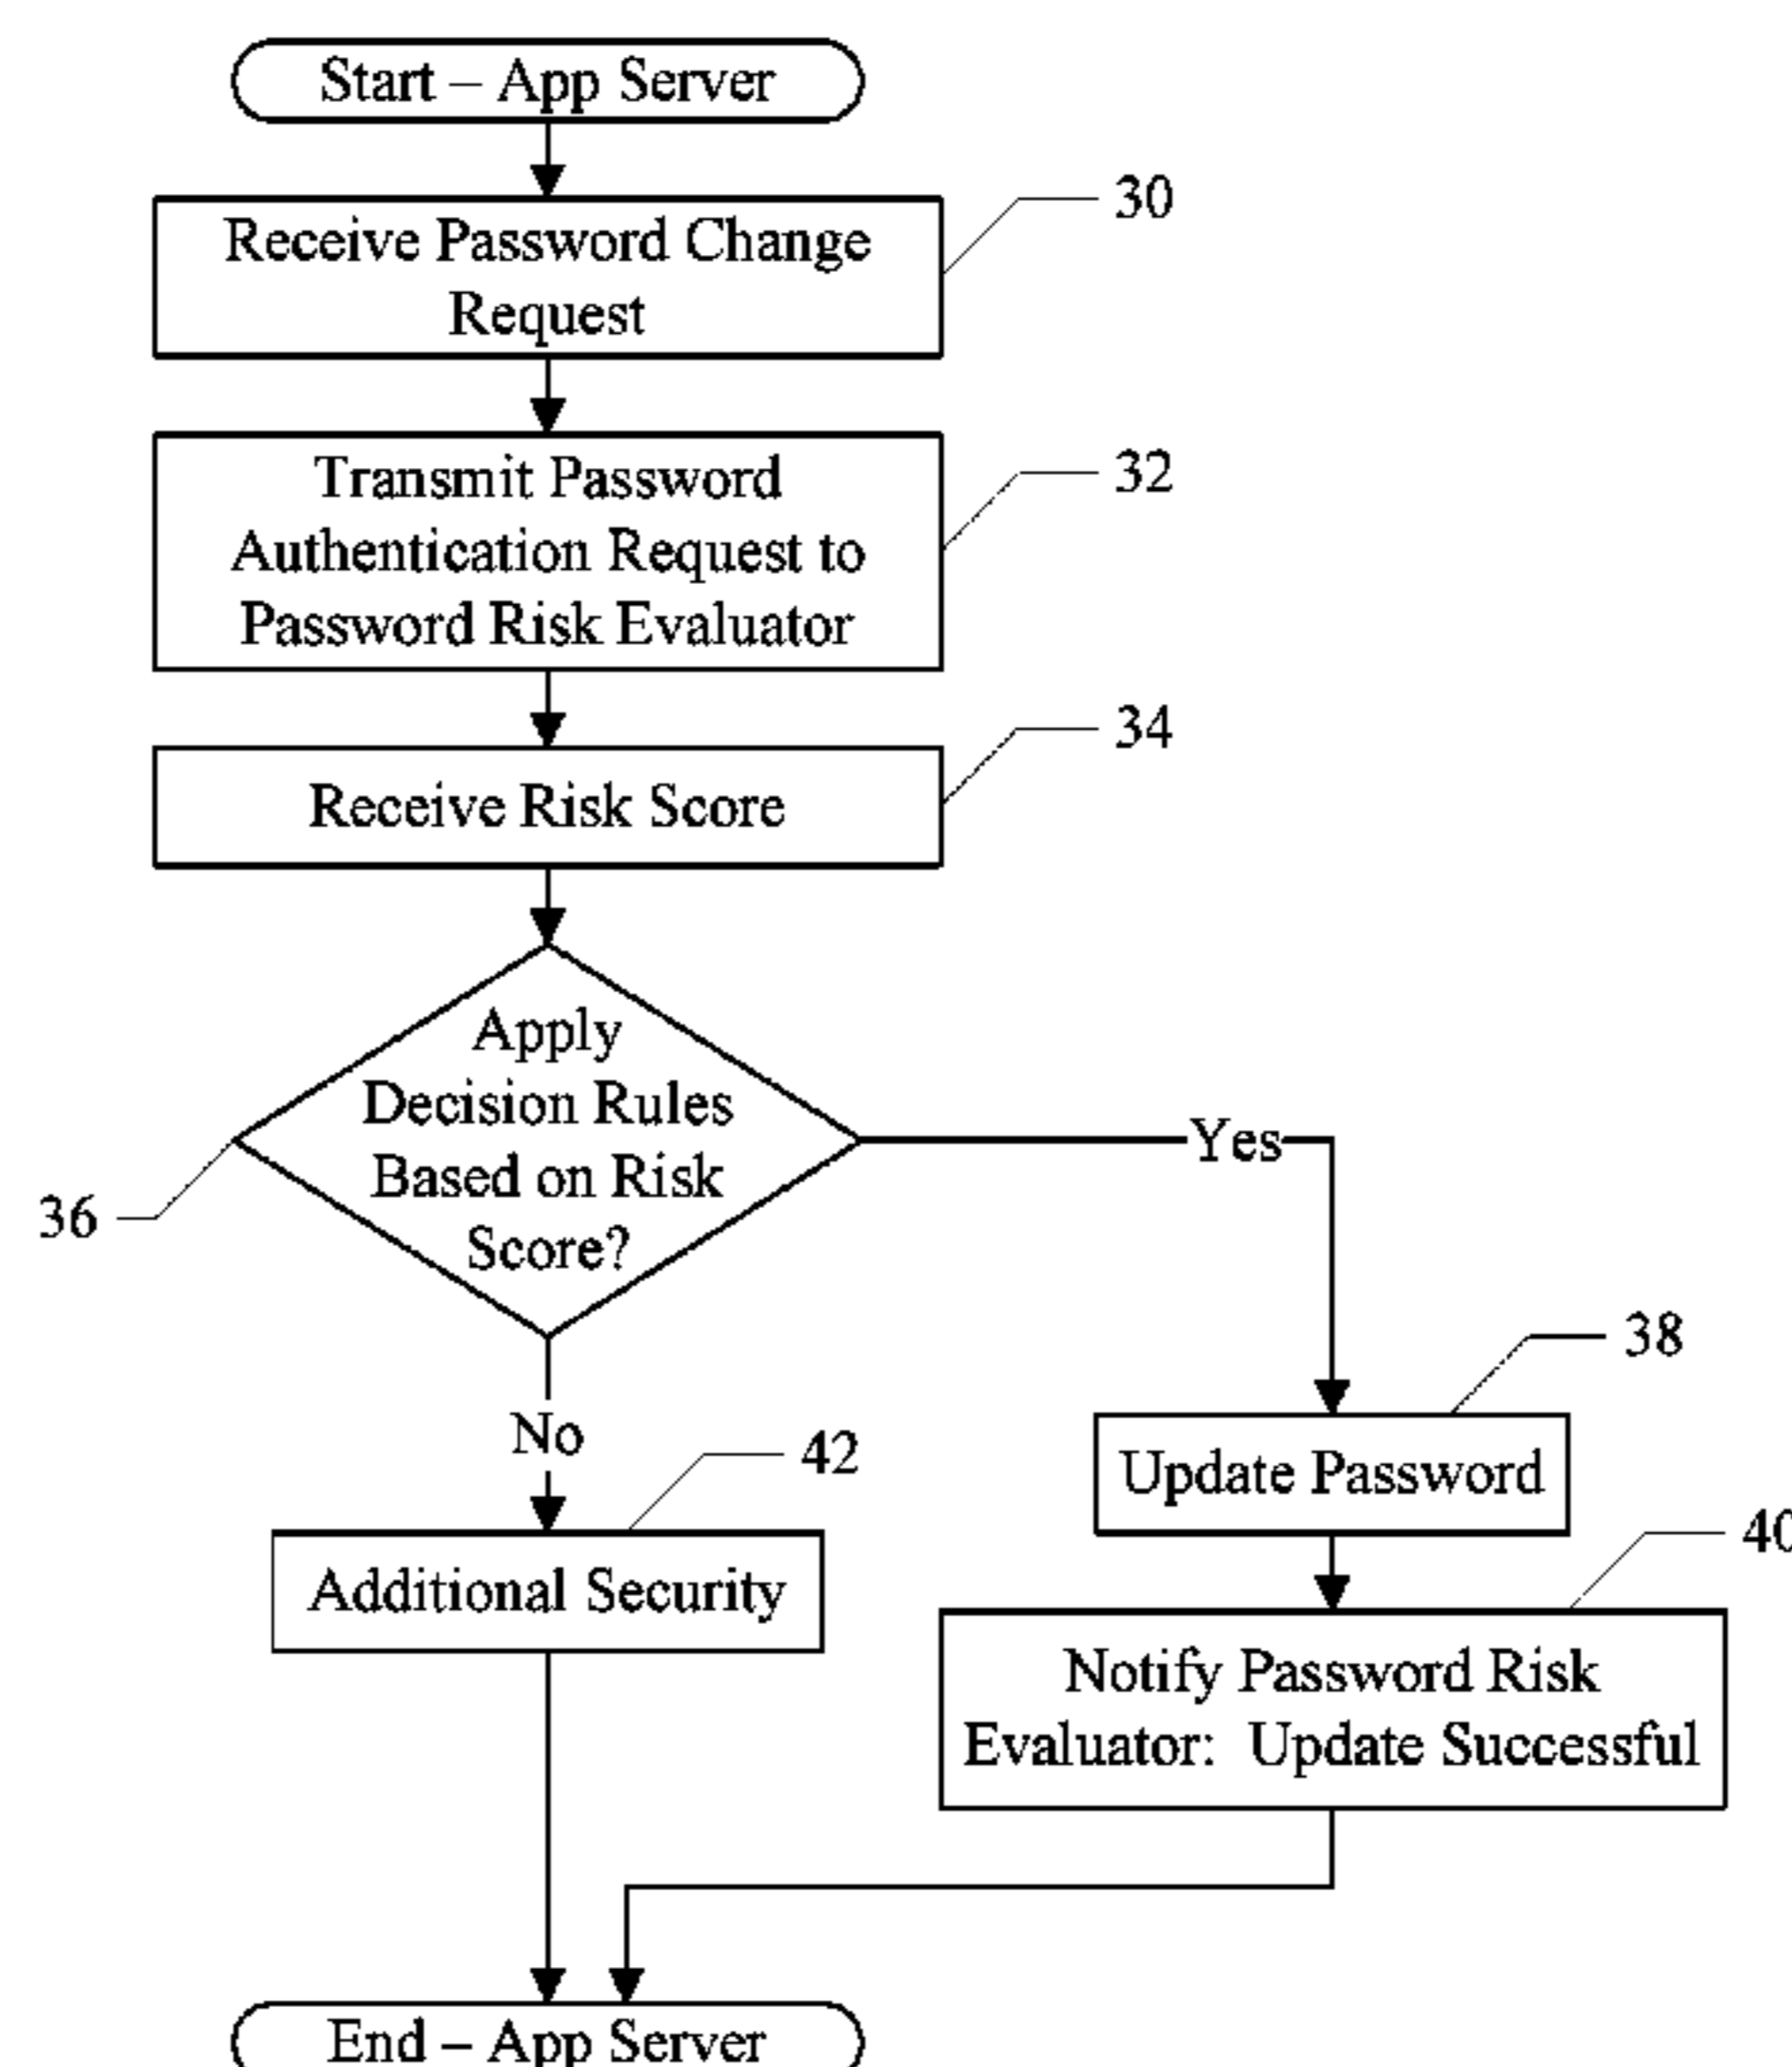 Start – App Server
30
Receive Password Change
Request
32
Transmit Password
Authentication Request to
Password Risk Evaluator
34
Receive Risk Score
Apply
Decision Rules
Based on Risk
Score?
Yes
36
38
No
42
Update Password
40
Additional Security
Notify Password Risk
Evaluator: Update Successful
End – App Server